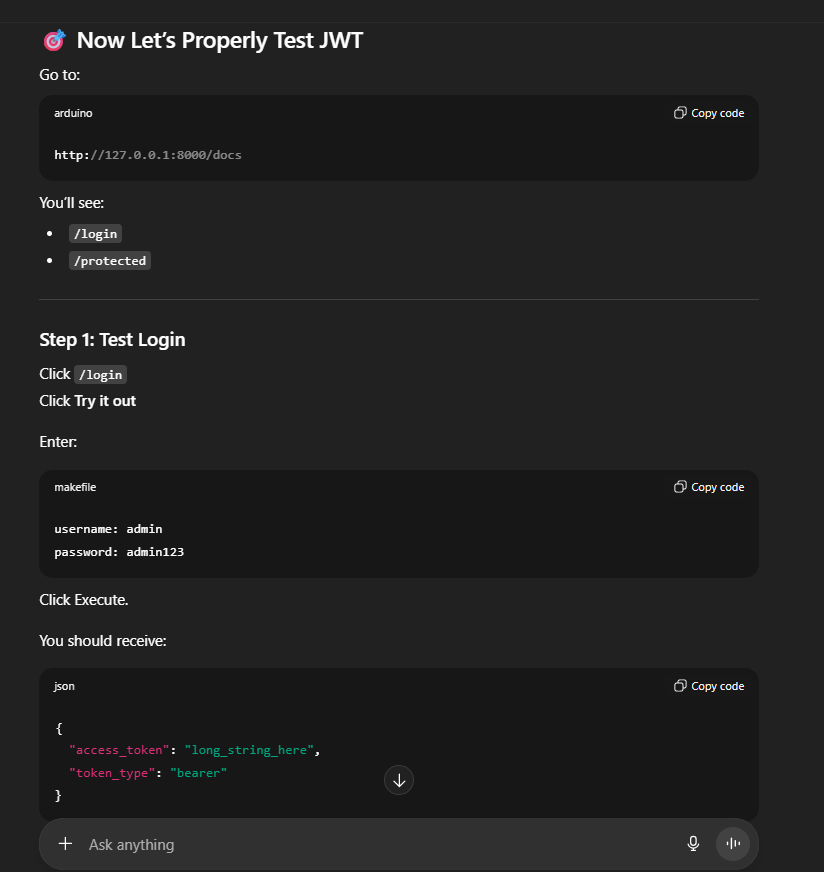 🎯 Now Let’s Properly Test JWT
Go to:
arduino
Copy code
http://127.0.0.1:8000/docs
You’ll see:
• /login
• /protected
Step 1: Test Login
Click /login
Click Try it out
Enter:
makefile
Copy code
username: admin
password: admin123
Click Execute.
You should receive:
json
Copy code
{
"access_token": "long_string_here",
"token_type": "bearer"
}
Ask anything